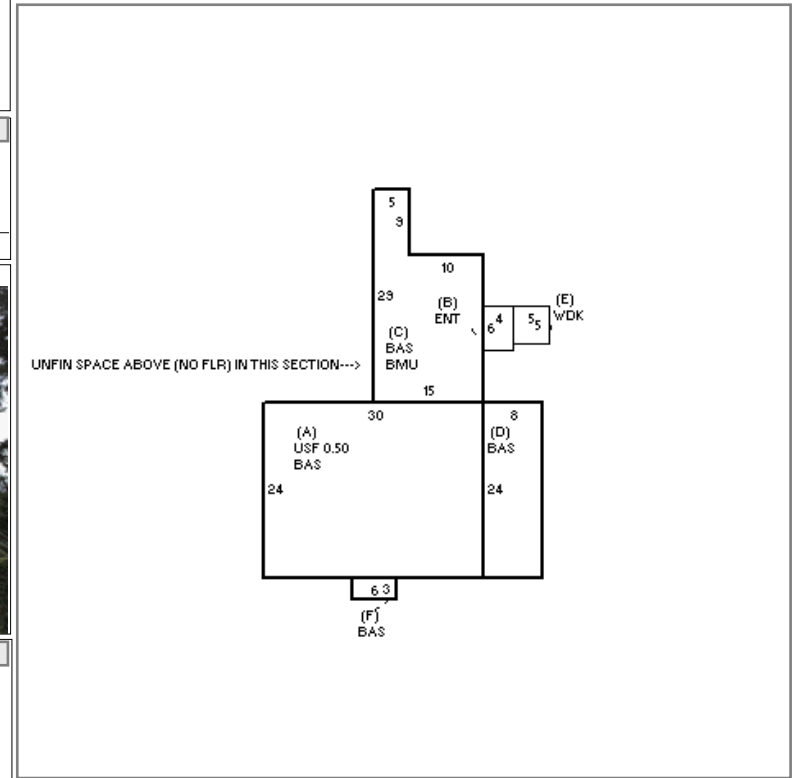 5
9
10
29
(B)
ENT
6 4
5 5
(E)
WDK
(C)
BAS
BMU
UNFIN SPACE ABOVE (NO FLR) IN THIS SECTION--->
15
30
8
(A)
USF 0.50
BAS
(D)
BAS
24
24
6 3
(F)
BAS